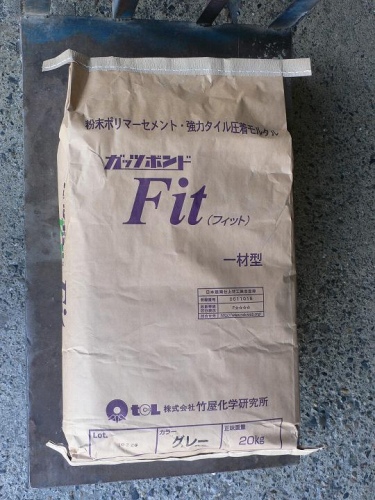 粉末ポリマーセメント・強力タイル圧着モルタル
ガッツボンド
Fit (フィット)
一材型
tCL 株式会社 竹屋化学研究所
Lot. カラー グレー 正味質量 20kg
Fit